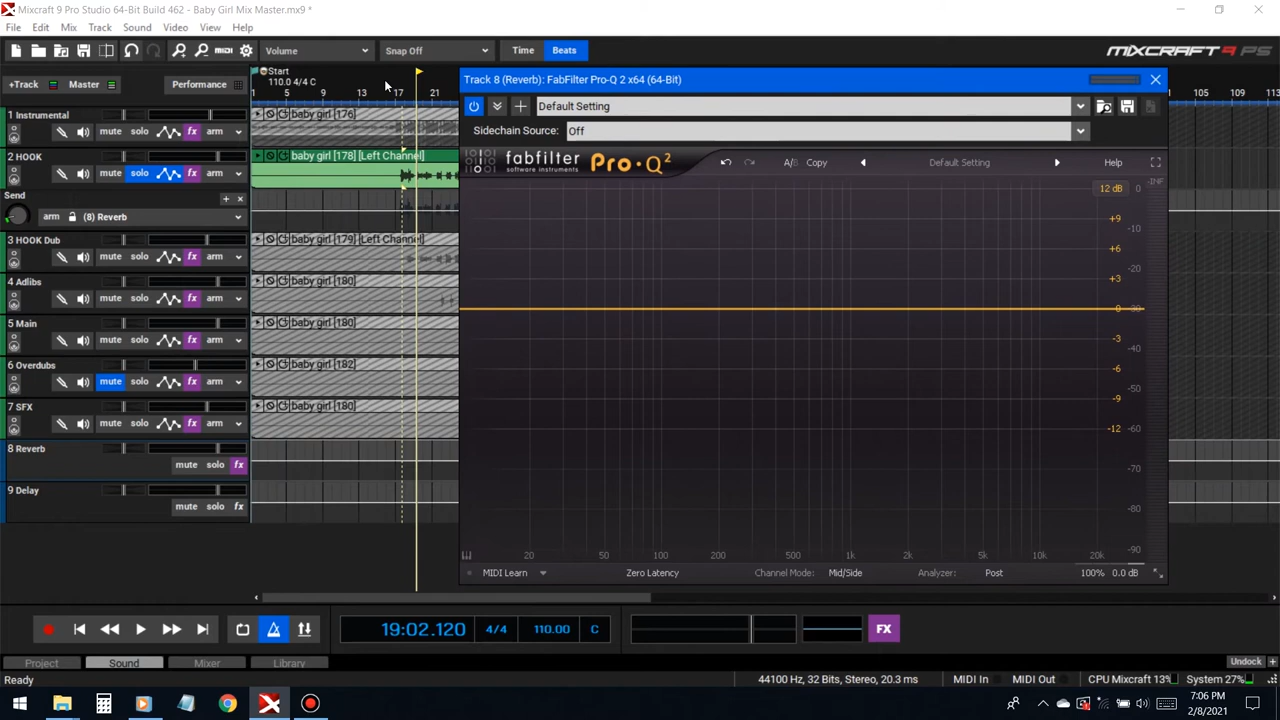 Mixcraft 9 Pro Studio 64-Bit Build 462 - Baby Girl Mix Master.mx9 *
File Edit Mix Track Sound Video View Help
Volume Snap Off Time Beats MIXCRAFT 9 PS
+Track Master Performance
Start
110.0 4/4 C
1 5 9 13 17 21 105 109 113
Track 8 (Reverb): FabFilter Pro-Q 2 x64 (64-Bit)
Default Setting
Sidechain Source: Off
fabfilter
software instruments
Pro·Q²
A/B Copy Default Setting Help
12 dB 0 -INF
+9 -10
+6 -20
+3
0 -30
-3 -40
-6 -50
-9
-12 -60
-70
-80
-90
20 50 100 200 500 1k 2k 5k 10k 20k
MIDI Learn Zero Latency Channel Mode: Mid/Side Analyzer: Post 100% 0.0 dB
1 Instrumental
mute solo fx arm
baby girl [176]
2 HOOK
mute solo fx arm
baby girl [178] [Left Channel]
Send
arm (8) Reverb
3 HOOK Dub
mute solo fx arm
baby girl [179] [Left Channel]
4 Adlibs
mute solo fx arm
baby girl [180]
5 Main
mute solo fx arm
baby girl [180]
6 Overdubs
mute solo fx arm
baby girl [182]
7 SFX
mute solo fx arm
baby girl [180]
8 Reverb
mute solo fx
9 Delay
mute solo fx
19:02.120 4/4 110.00 C FX
Project Sound Mixer Library Undock
Ready 44100 Hz, 32 Bits, Stereo, 20.3 ms MIDI In MIDI Out CPU Mixcraft 13% System 27%
7:06 PM
2/8/2021